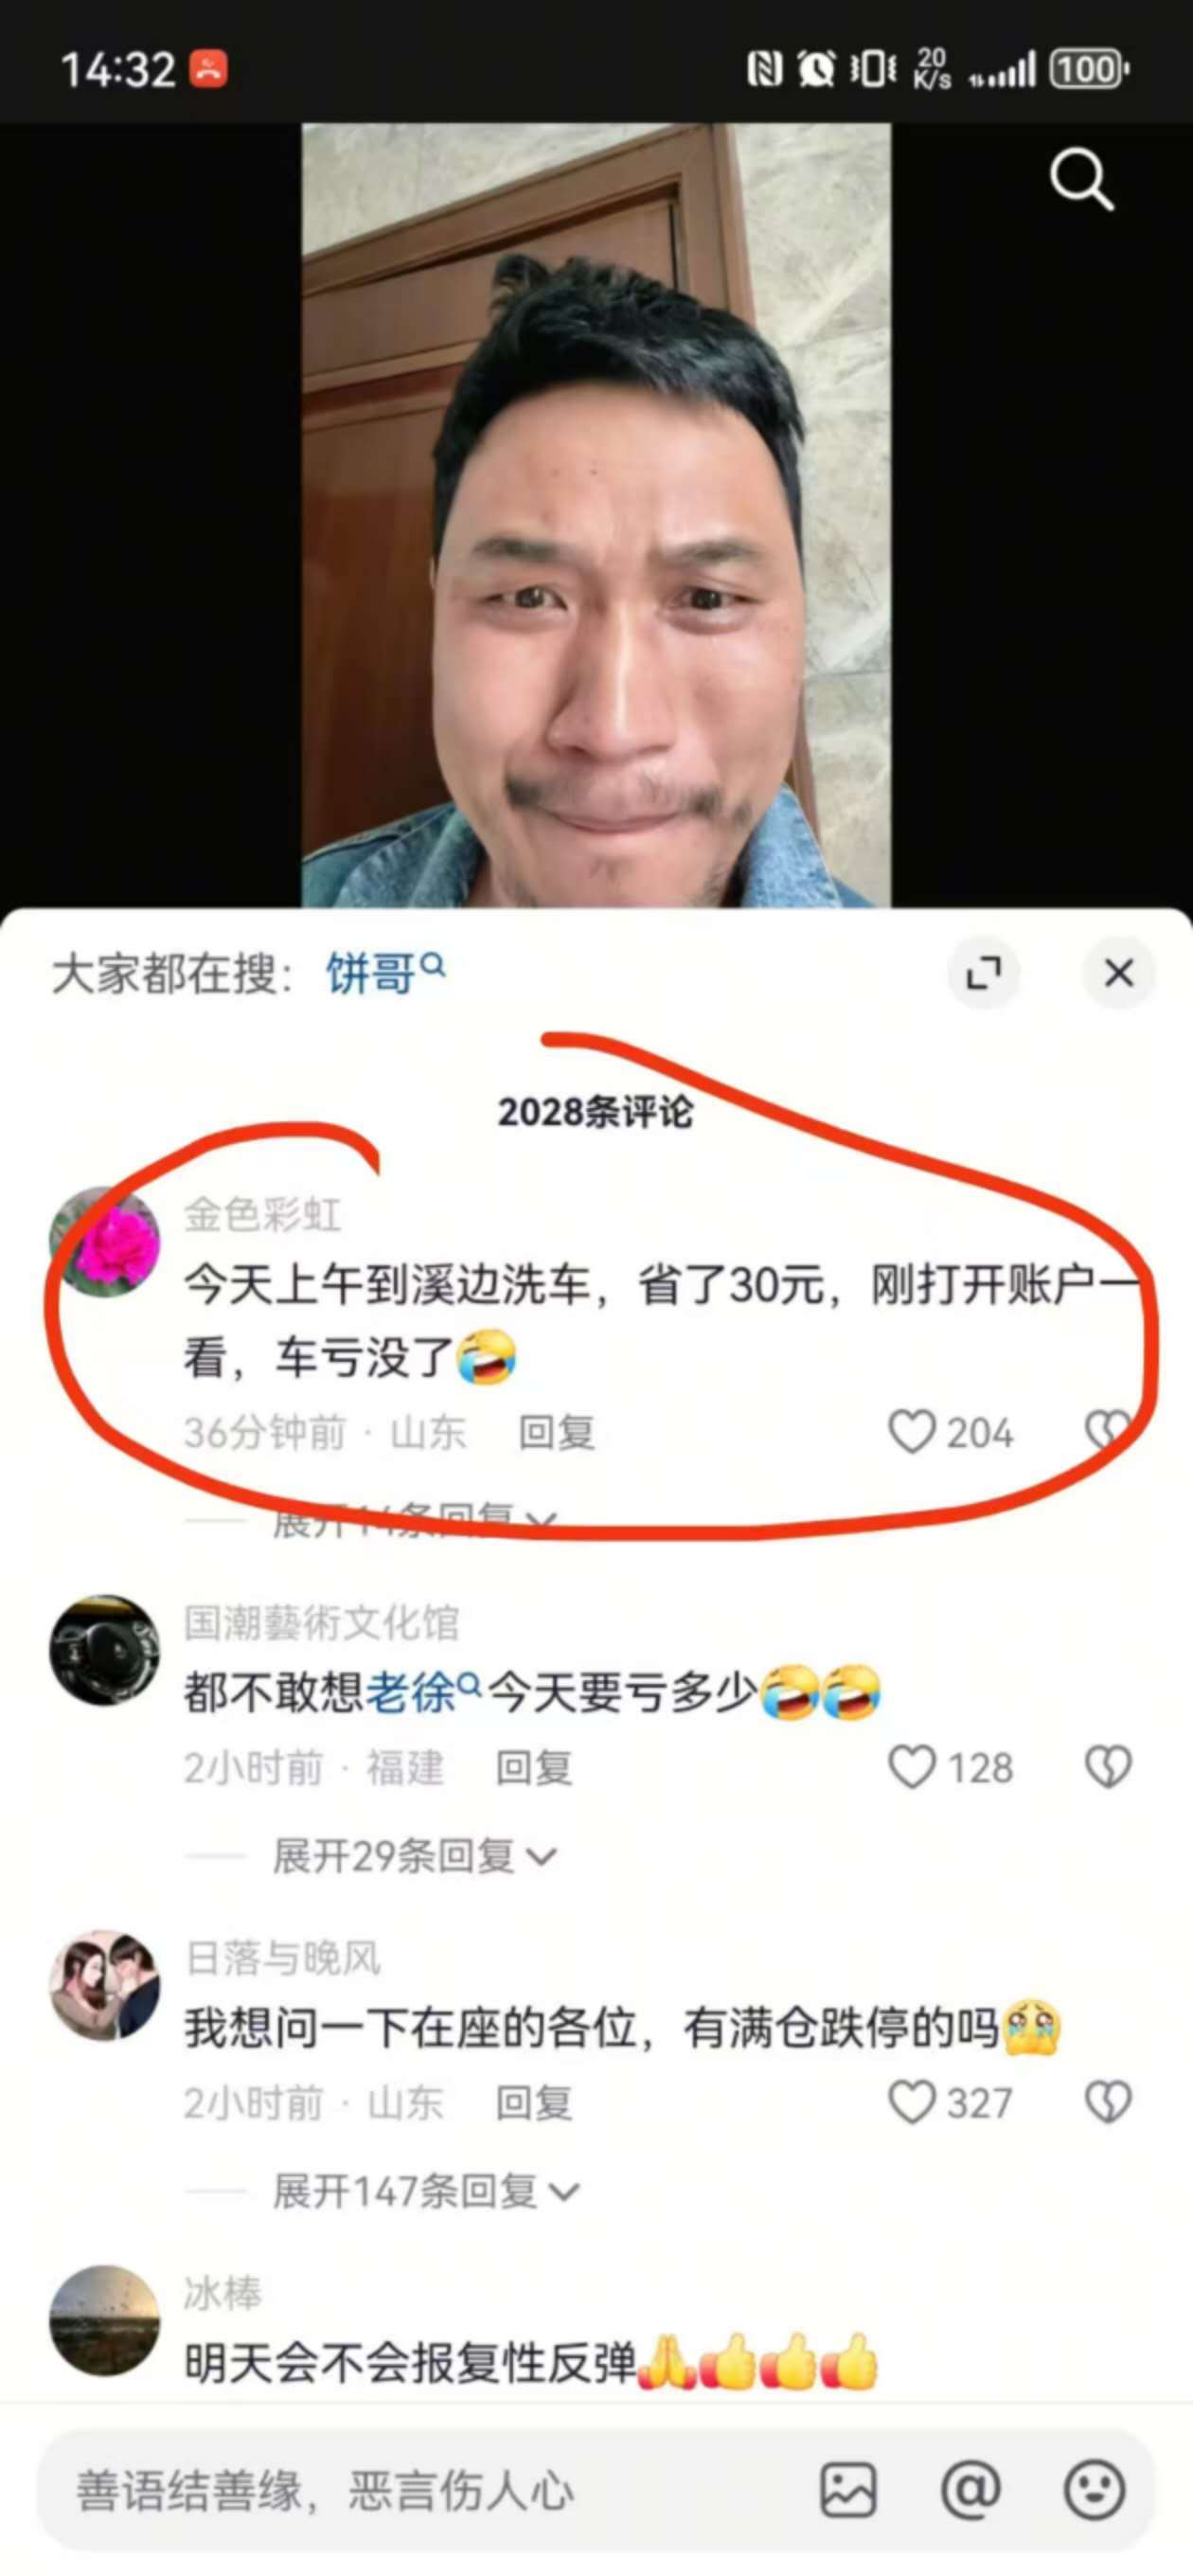 14:32
20
K/s
100
大家都在搜：饼哥
2028条评论
金色彩虹
今天上午到溪边洗车，省了30元，刚打开账户一
看，车亏没了🤣
36分钟前 · 山东 回复 204
展开14条回复
国潮藝術文化馆
都不敢想老徐今天要亏多少🤣🤣
2小时前 · 福建 回复 128
展开29条回复
日落与晚风
我想问一下在座的各位，有满仓跌停的吗😭
2小时前 · 山东 回复 327
展开147条回复
冰棒
明天会不会报复性反弹🙏👍👍👍
善语结善缘，恶言伤人心